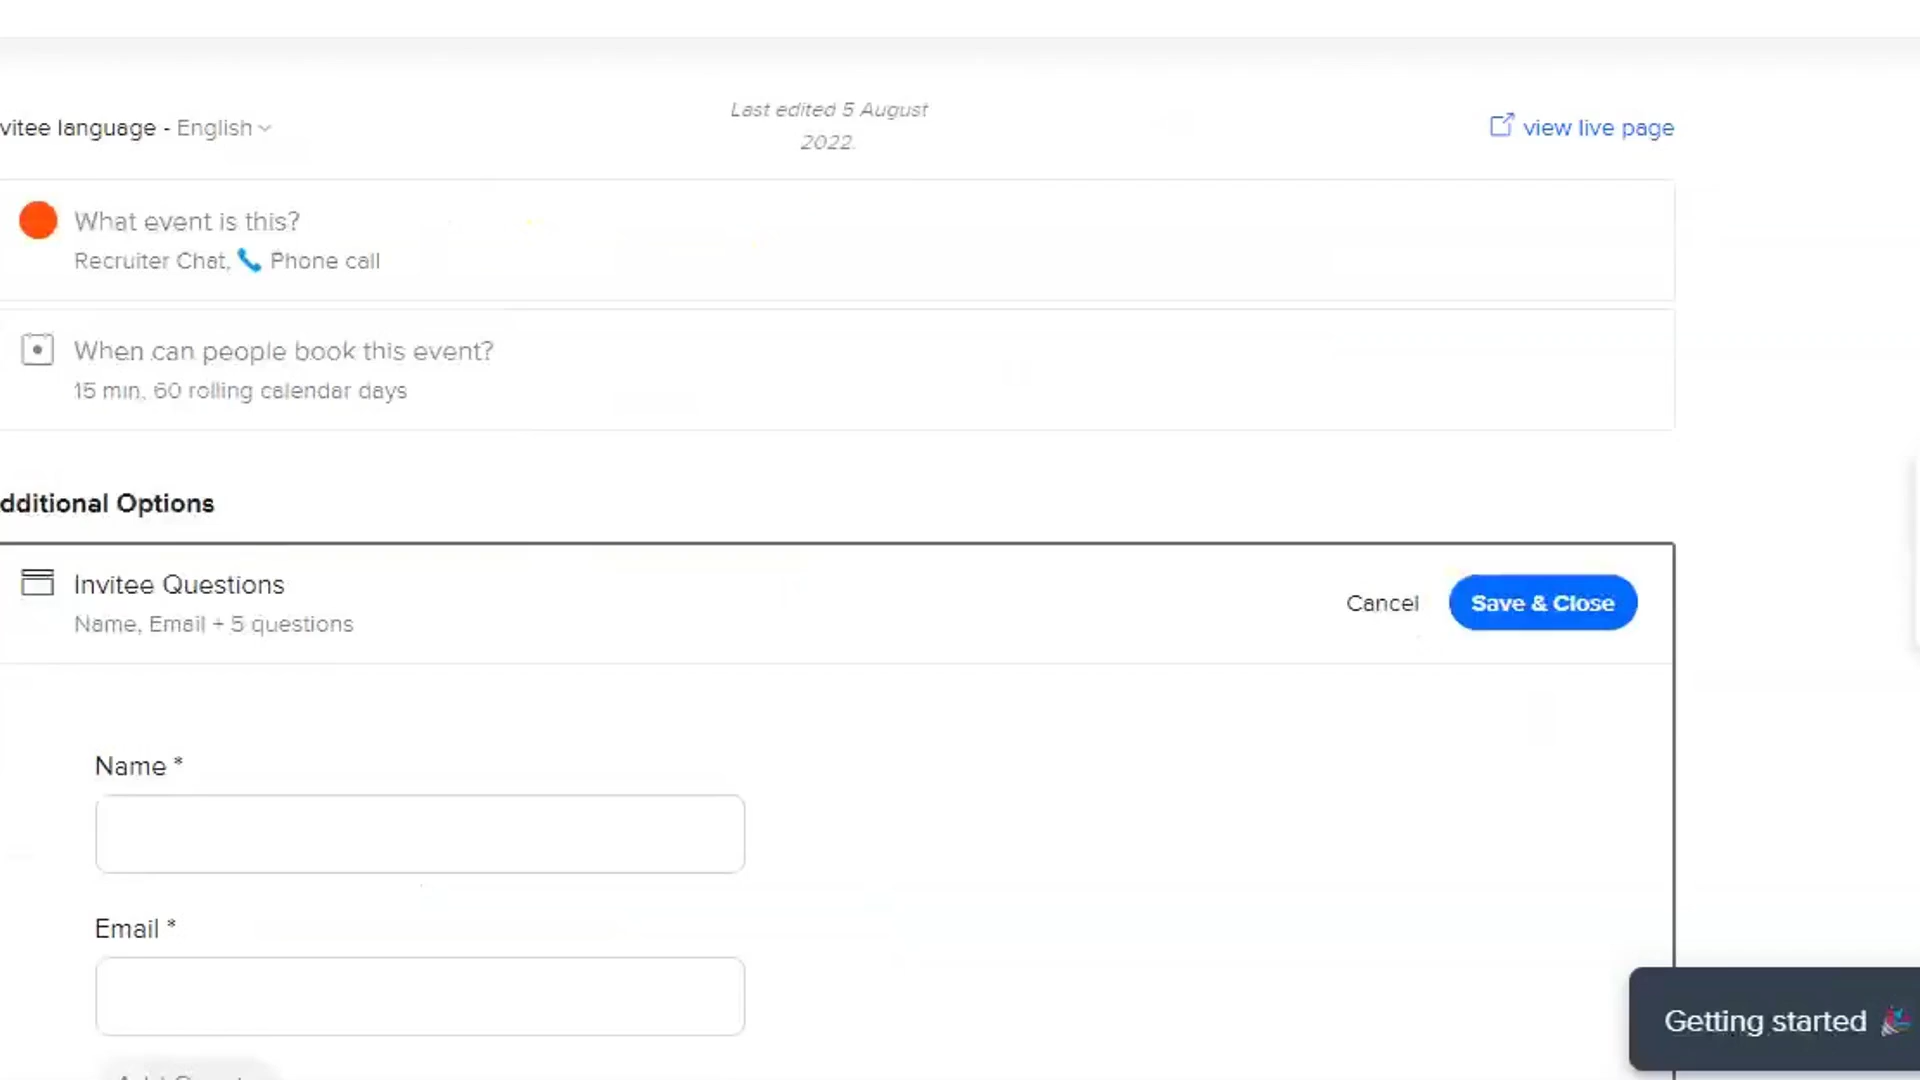 vitee language - English
Last edited 5 August
2022.
view live page
What event is this?
Recruiter Chat, 📞 Phone call
When can people book this event?
15 min, 60 rolling calendar days
dditional Options
Invitee Questions
Name, Email + 5 questions
Cancel
Save & Close
Name *
Email *
Getting started 🎉